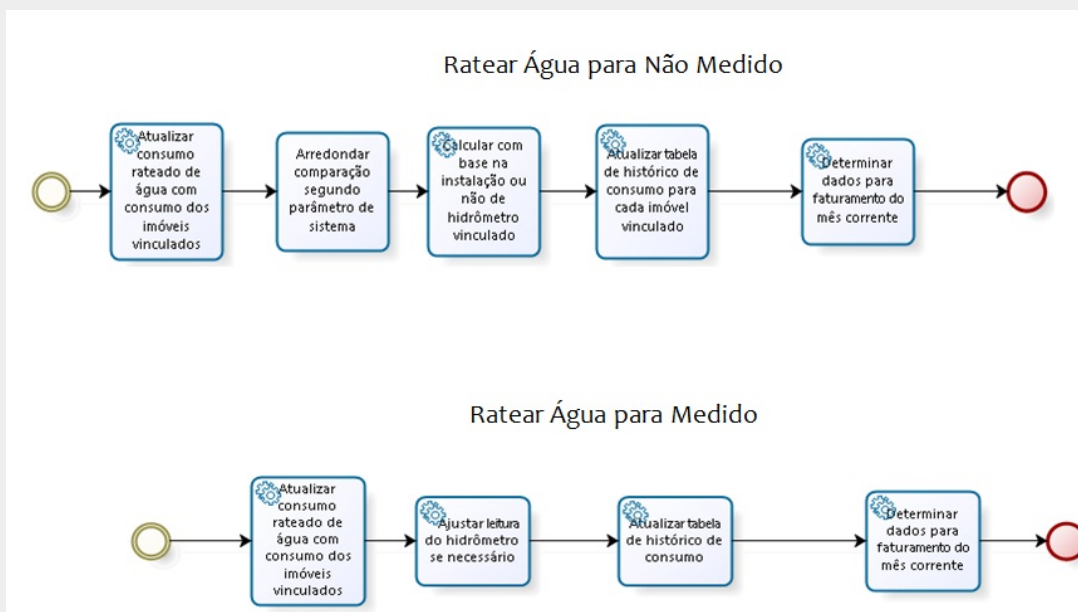 Ratear Água para Não Medido
Atualizar
consumo
rateado de
água com
consumo dos
imóveis
vinculados
Arredondar
comparação
segundo
parâmetro de
sistema
Calcular com
base na
instalação ou
não de
hidrômetro
vinculado
Atualizar tabela
de histórico de
consumo para
cada imóvel
vinculado
Determinar
dados para
faturamento do
mês corrente
Ratear Água para Medido
Atualizar
consumo
rateado de
água com
consumo dos
imóveis
vinculados
Ajustar leitura
do hidrômetro
se necessário
Atualizar tabela
de histórico de
consumo
Determinar
dados para
faturamento do
mês corrente